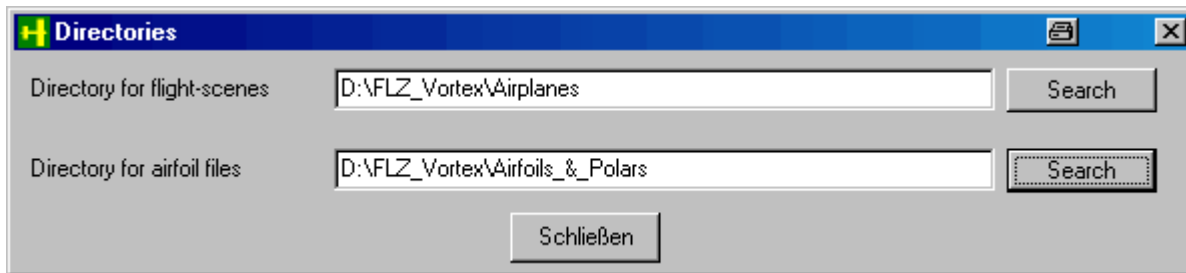 Directories
Directory for flight-scenes D:\FLZ_Vortex\Airplanes Search
Directory for airfoil files D:\FLZ_Vortex\Airfoils_&_Polars Search
Schließen